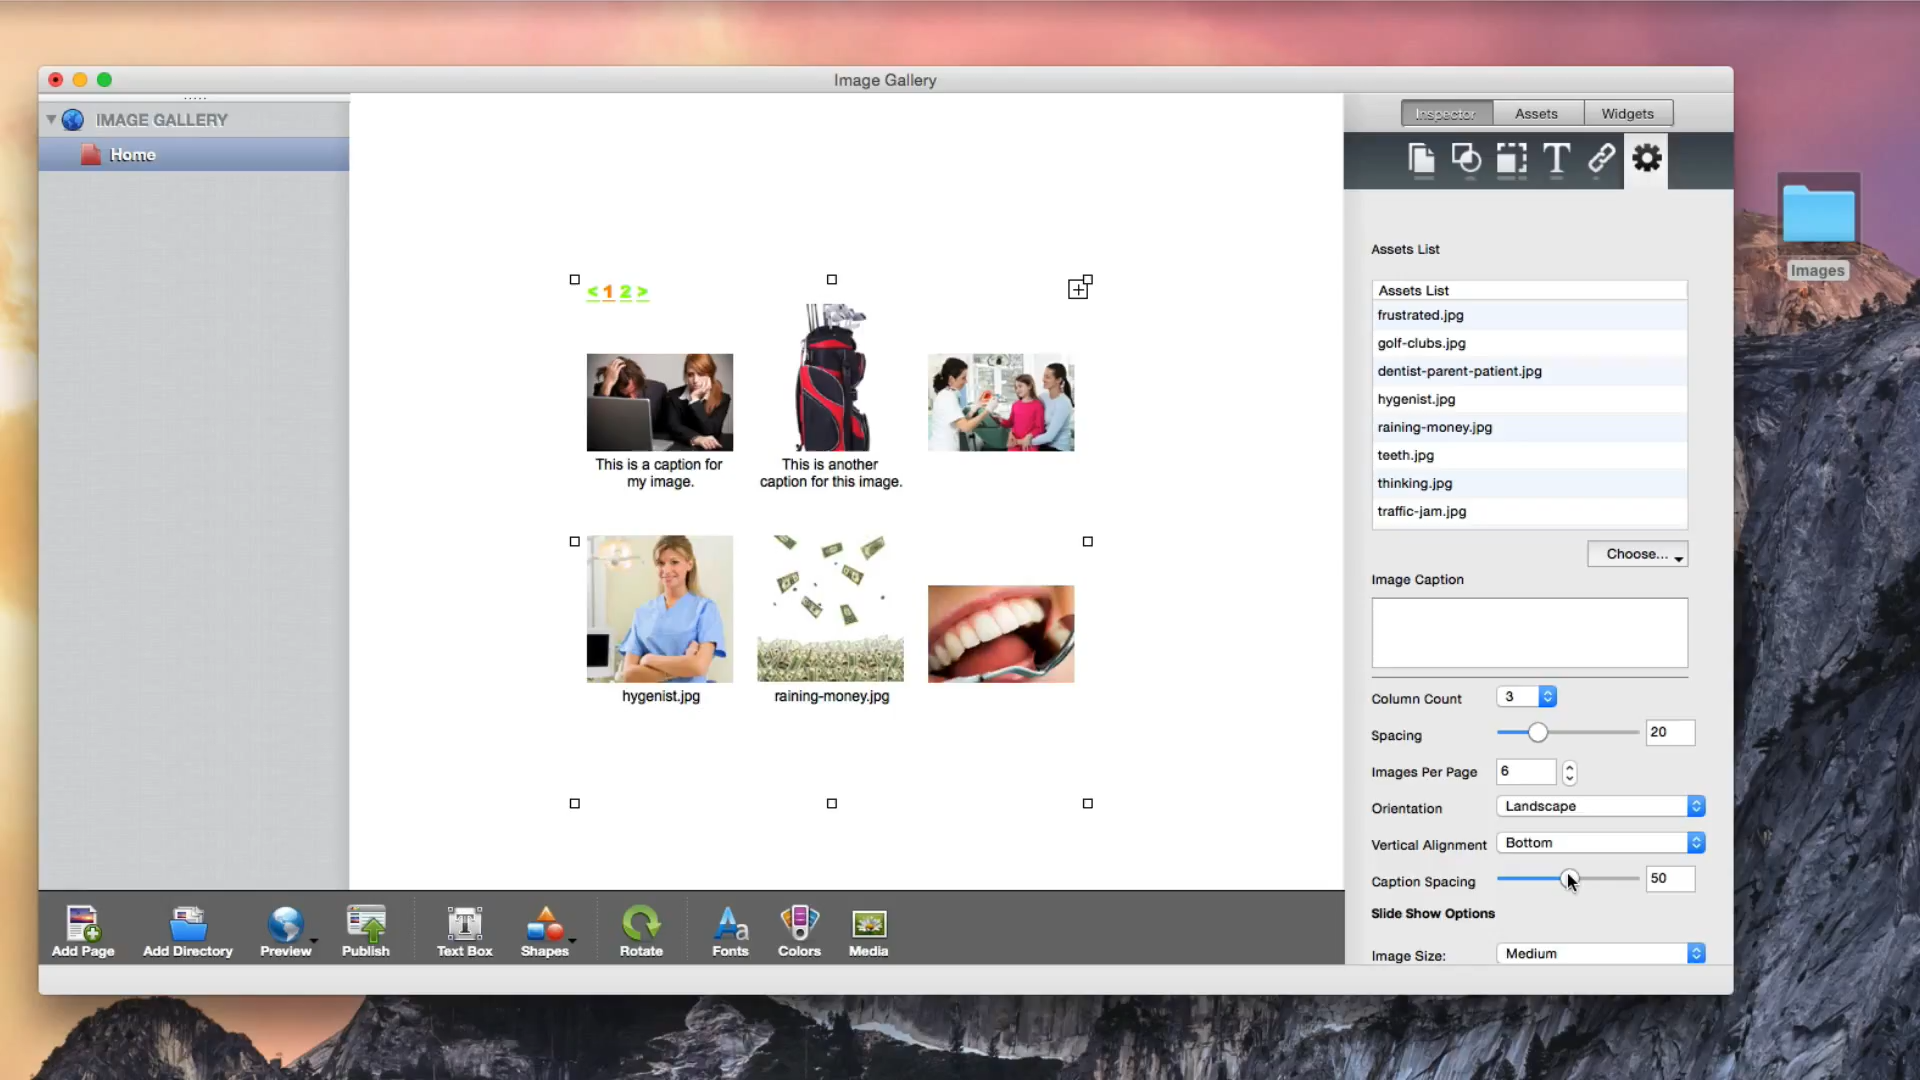 Image Gallery
IMAGE GALLERY
Home
< 1 2 >
This is a caption for
my image.
This is another
caption for this image.
hygenist.jpg
raining-money.jpg
Inspector
Assets
Widgets
T
Assets List
Assets List
frustrated.jpg
golf-clubs.jpg
dentist-parent-patient.jpg
hygenist.jpg
raining-money.jpg
teeth.jpg
thinking.jpg
traffic-jam.jpg
Choose...
Image Caption
Column Count 3
Spacing 20
Images Per Page 6
Orientation Landscape
Vertical Alignment Bottom
Caption Spacing 50
Slide Show Options
Image Size: Medium
Add Page
Add Directory
Preview
Publish
Text Box
Shapes
Rotate
Fonts
Colors
Media
Images